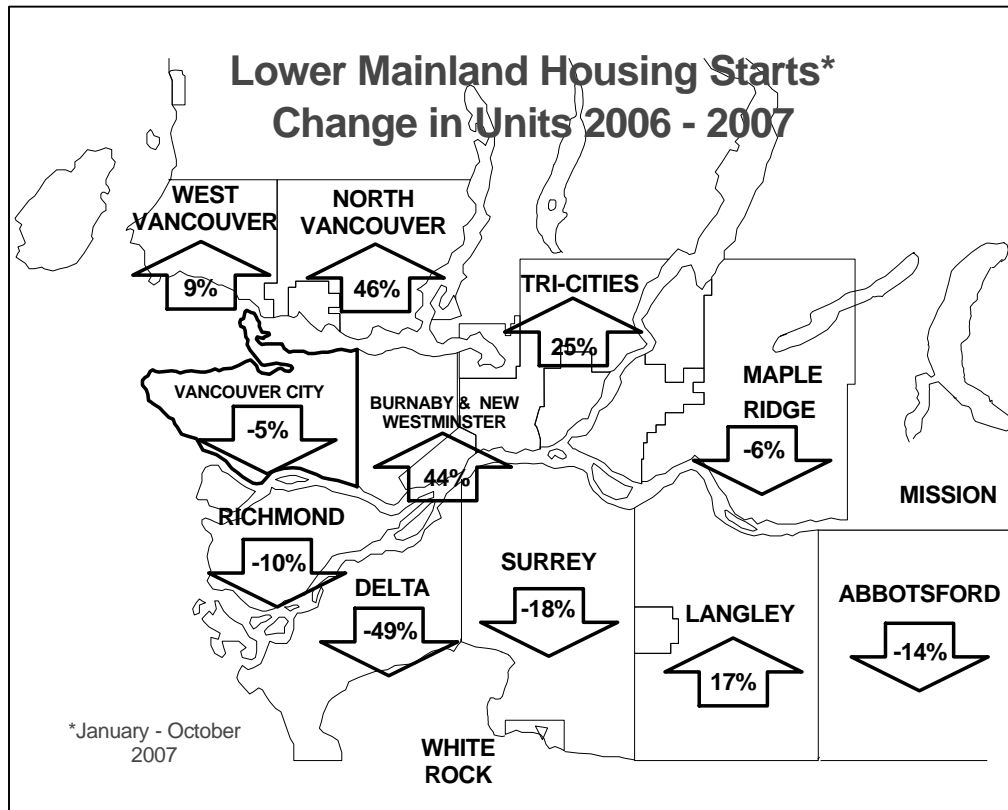 Lower Mainland Housing Starts*
Change in Units 2006 - 2007
WEST
VANCOUVER
9%
NORTH
VANCOUVER
46%
TRI-CITIES
25%
VANCOUVER CITY
-5%
BURNABY & NEW
WESTMINSTER
44%
MAPLE
RIDGE
-6%
MISSION
RICHMOND
-10%
DELTA
-49%
SURREY
-18%
LANGLEY
17%
ABBOTSFORD
-14%
*January - October
2007
WHITE
ROCK